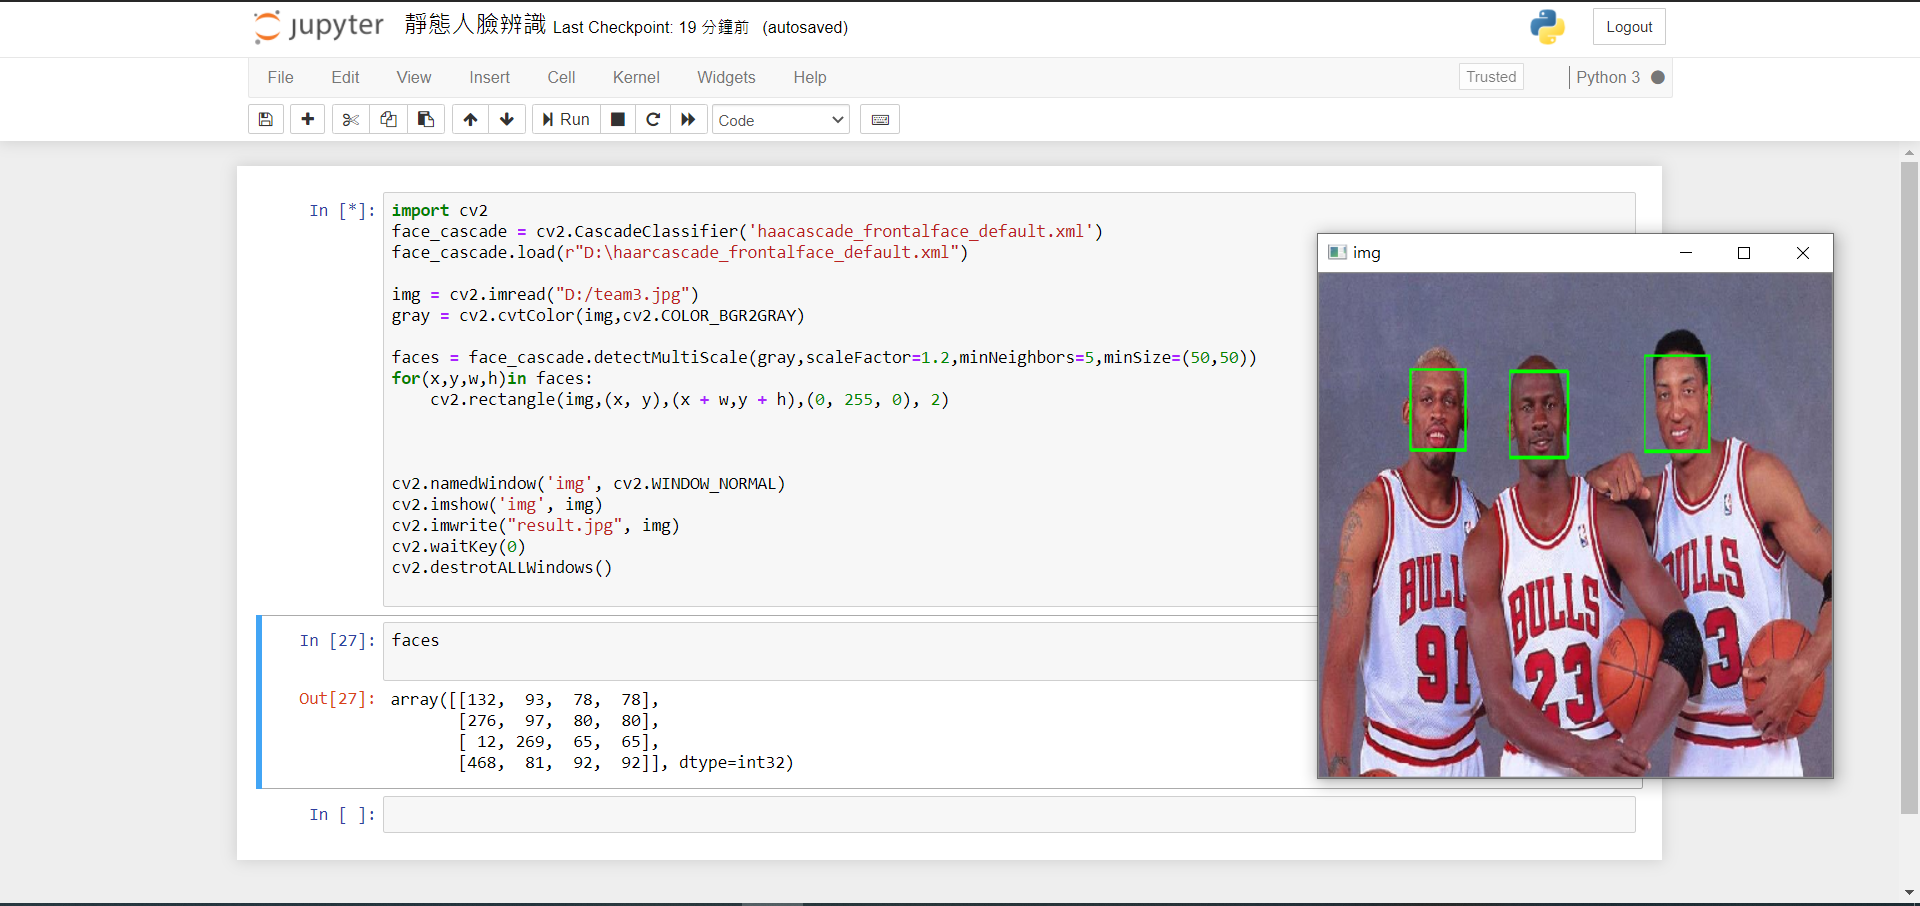 jupyter 靜態人臉辨識 Last Checkpoint: 19 分鐘前 (autosaved)
Logout
File Edit View Insert Cell Kernel Widgets Help
Trusted
Python 3
Run
Code
In [*]:
import cv2
face_cascade = cv2.CascadeClassifier('haacascade_frontalface_default.xml')
face_cascade.load(r"D:\haarcascade_frontalface_default.xml")
img = cv2.imread("D:/team3.jpg")
gray = cv2.cvtColor(img,cv2.COLOR_BGR2GRAY)
faces = face_cascade.detectMultiScale(gray,scaleFactor=1.2,minNeighbors=5,minSize=(50,50))
for(x,y,w,h)in faces:
    cv2.rectangle(img,(x, y),(x + w,y + h),(0, 255, 0), 2)
cv2.namedWindow('img', cv2.WINDOW_NORMAL)
cv2.imshow('img', img)
cv2.imwrite("result.jpg", img)
cv2.waitKey(0)
cv2.destrotALLWindows()
In [27]:
faces
Out[27]:
array([[132,  93,  78,  78],
       [276,  97,  80,  80],
       [ 12, 269,  65,  65],
       [468,  81,  92,  92]], dtype=int32)
In [ ]:
img
BULL
91
BULLS
23
BULLS
3